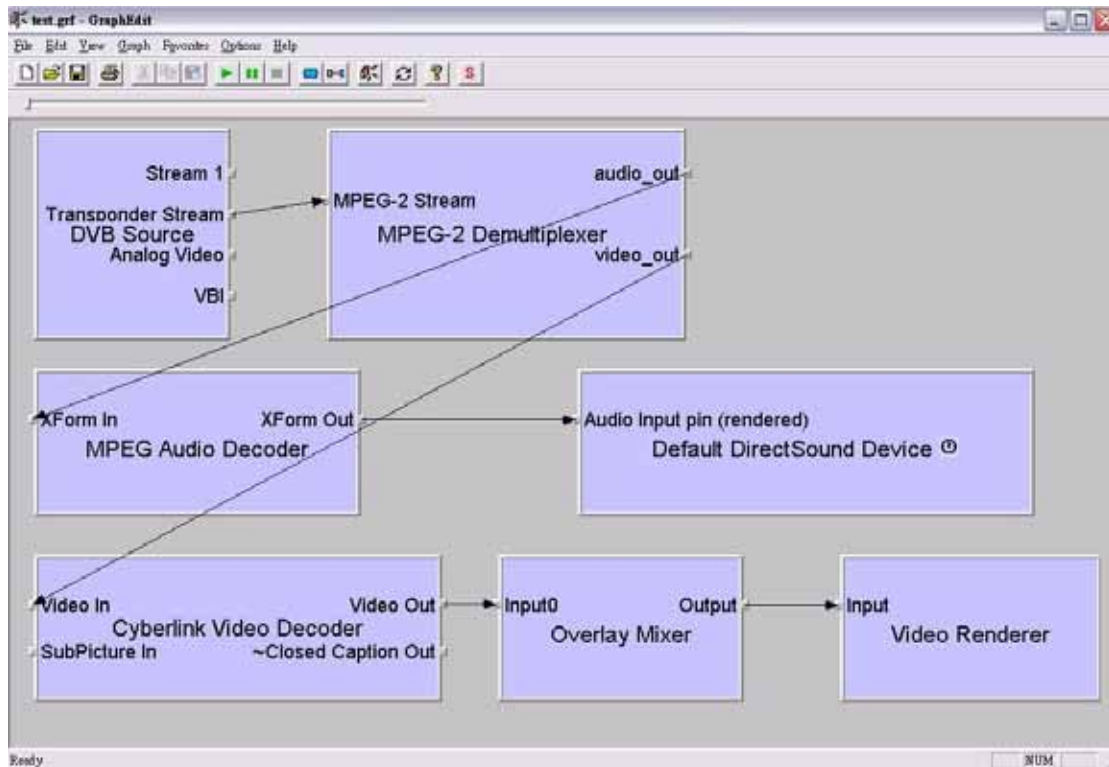 test.grf - GraphEdit
File Edit View Graph Favorites Options Help
S
Stream 1
Transponder Stream
DVB Source
Analog Video
VBI
MPEG-2 Stream
MPEG-2 Demultiplexer
audio_out
video_out
XForm In
XForm Out
MPEG Audio Decoder
Audio Input pin (rendered)
Default DirectSound Device
Video In
Video Out
Cyberlink Video Decoder
SubPicture In
~Closed Caption Out
Input0
Output
Overlay Mixer
Input
Video Renderer
Ready
NUM